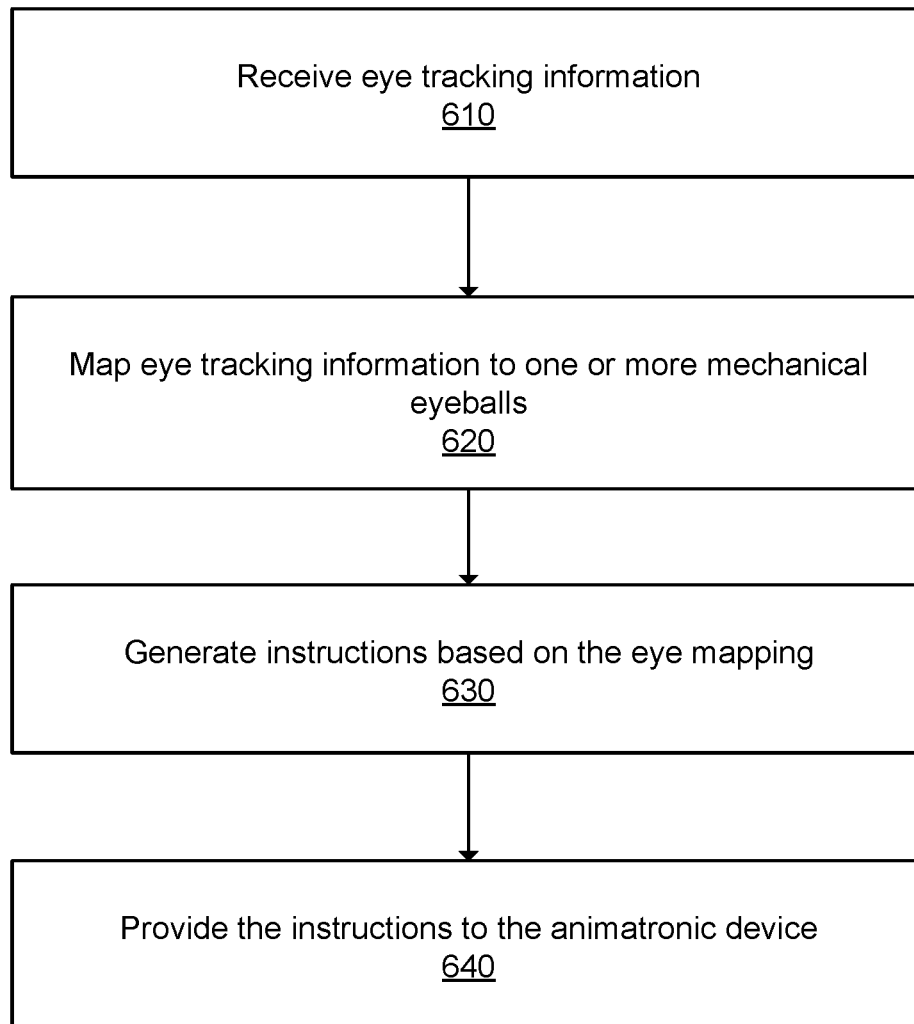 Receive eye tracking information
610
Map eye tracking information to one or more mechanical
eyeballs
620
Generate instructions based on the eye mapping
630
Provide the instructions to the animatronic device
640